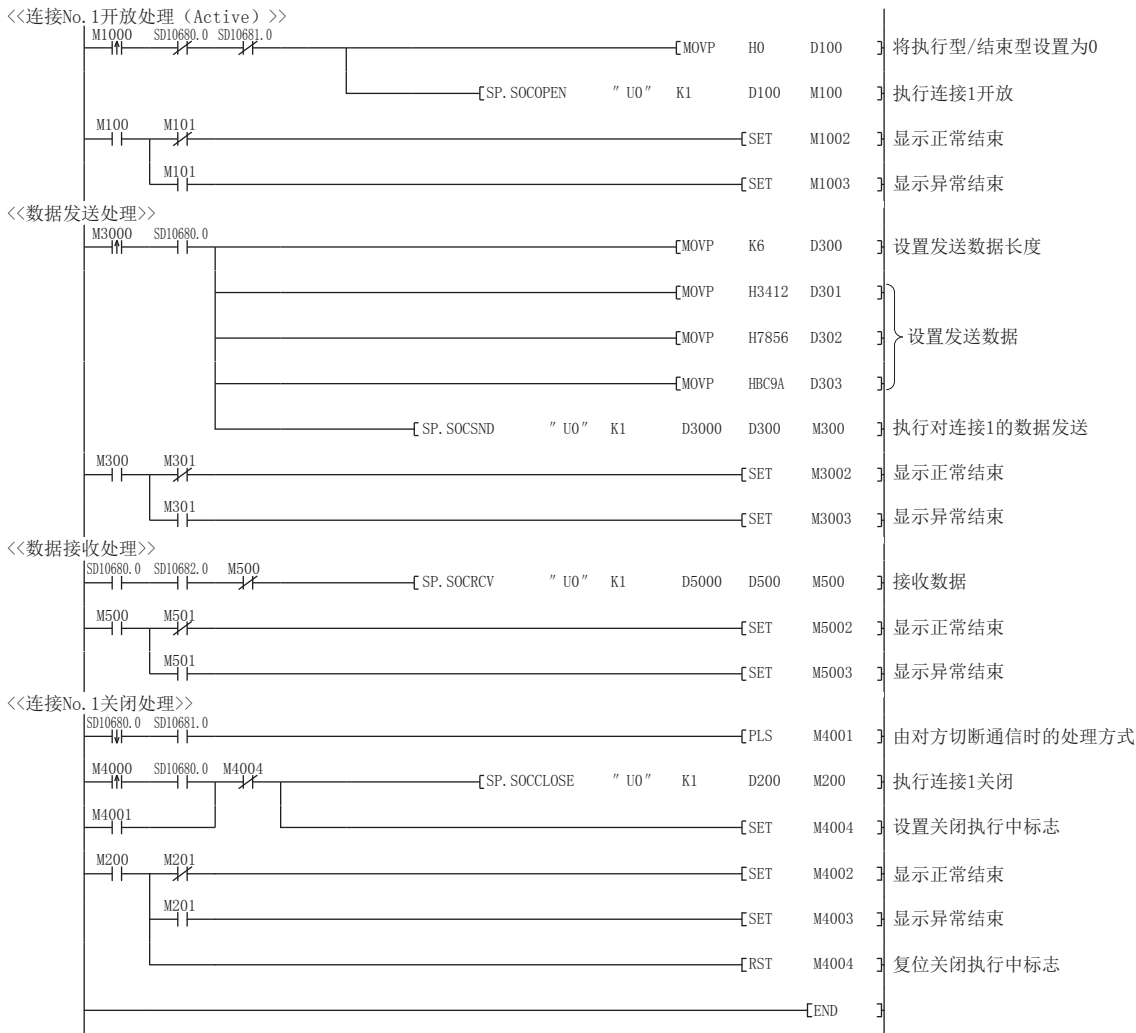 <<连接No.1开放处理（Active）>>
M1000 SD10680.0 SD10681.0
MOVP H0 D100 将执行型/结束型设置为0
SP.SOCOPEN "U0" K1 D100 M100 执行连接1开放
M100 M101
SET M1002 显示正常结束
M101
SET M1003 显示异常结束
<<数据发送处理>>
M3000 SD10680.0
MOVP K6 D300 设置发送数据长度
MOVP H3412 D301
MOVP H7856 D302 设置发送数据
MOVP HBC9A D303
SP.SOCSND "U0" K1 D3000 D300 M300 执行对连接1的数据发送
M300 M301
SET M3002 显示正常结束
M301
SET M3003 显示异常结束
<<数据接收处理>>
SD10680.0 SD10682.0 M500
SP.SOCRCV "U0" K1 D5000 D500 M500 接收数据
M500 M501
SET M5002 显示正常结束
M501
SET M5003 显示异常结束
<<连接No.1关闭处理>>
SD10680.0 SD10681.0
PLS M4001 由对方切断通信时的处理方式
M4000 SD10680.0 M4004
SP.SOCCLOSE "U0" K1 D200 M200 执行连接1关闭
M4001
SET M4004 设置关闭执行中标志
M200 M201
SET M4002 显示正常结束
M201
SET M4003 显示异常结束
RST M4004 复位关闭执行中标志
END